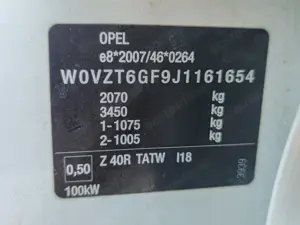 OPEL
e8*2007/46*0264
W0VZT6GF9J1161654
2070 kg
3450 kg
1-1075 kg
2-1005 kg
0,50 Z 40R TATW I18
100kW
3909